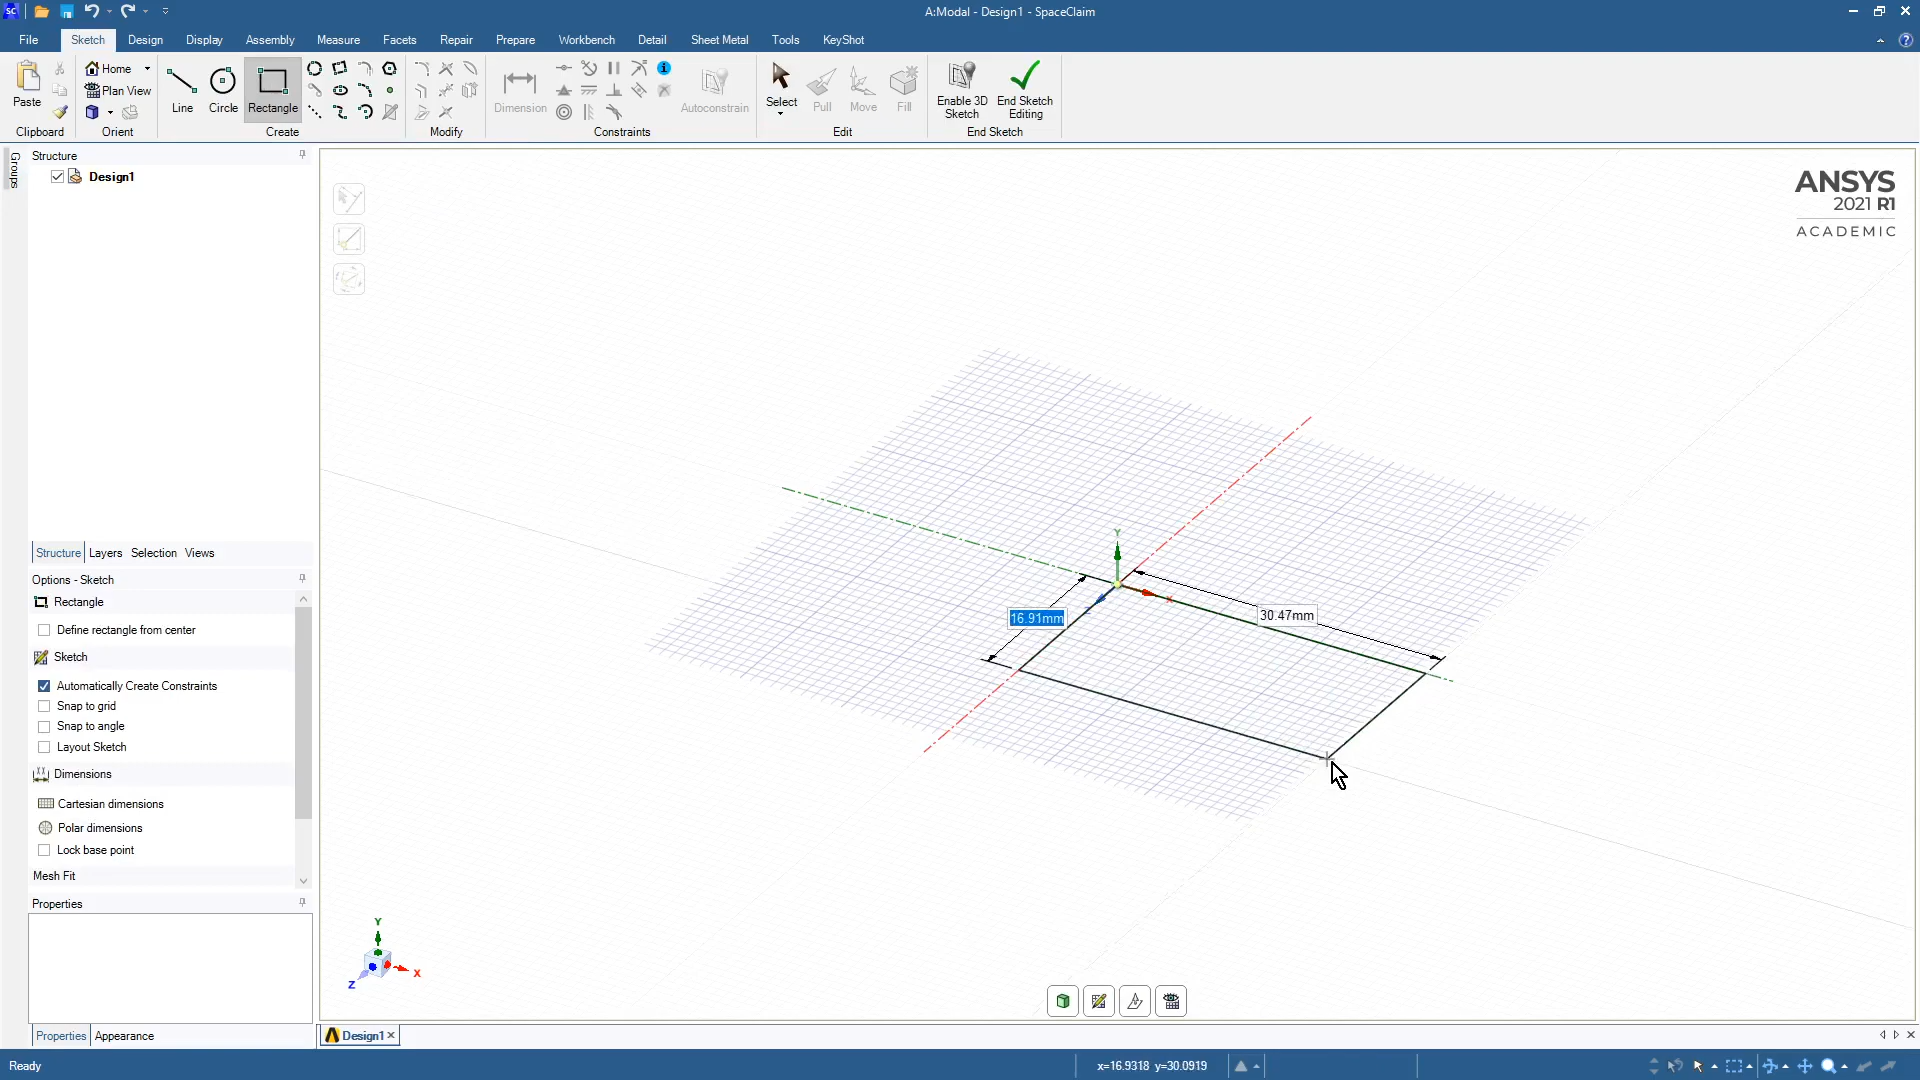 SC
A:Modal - Design1 - SpaceClaim
File Sketch Design Display Assembly Measure Facets Repair Prepare Workbench Detail Sheet Metal Tools KeyShot
Paste
Home
Plan View
Line
Circle
Rectangle
Dimension
Autoconstrain
Select
Pull
Move
Fill
Enable 3D
Sketch
End Sketch
Editing
Clipboard
Orient
Create
Modify
Constraints
Edit
End Sketch
Groups
Structure
Design1
Structure Layers Selection Views
Options - Sketch
Rectangle
Define rectangle from center
Sketch
Automatically Create Constraints
Snap to grid
Snap to angle
Layout Sketch
Dimensions
Cartesian dimensions
Polar dimensions
Lock base point
Mesh Fit
Properties
Properties Appearance
ANSYS
2021 R1
ACADEMIC
Y
X
16.91mm
30.47mm
Y
X
Z
Design1
Ready
x=16.9318 y=30.0919